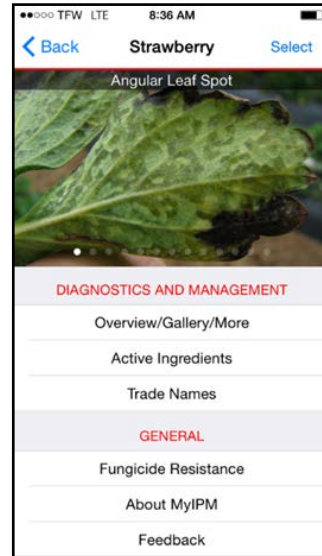 TFW LTE 8:36 AM
Back Strawberry Select
Angular Leaf Spot
DIAGNOSTICS AND MANAGEMENT
Overview/Gallery/More
Active Ingredients
Trade Names
GENERAL
Fungicide Resistance
About MyIPM
Feedback